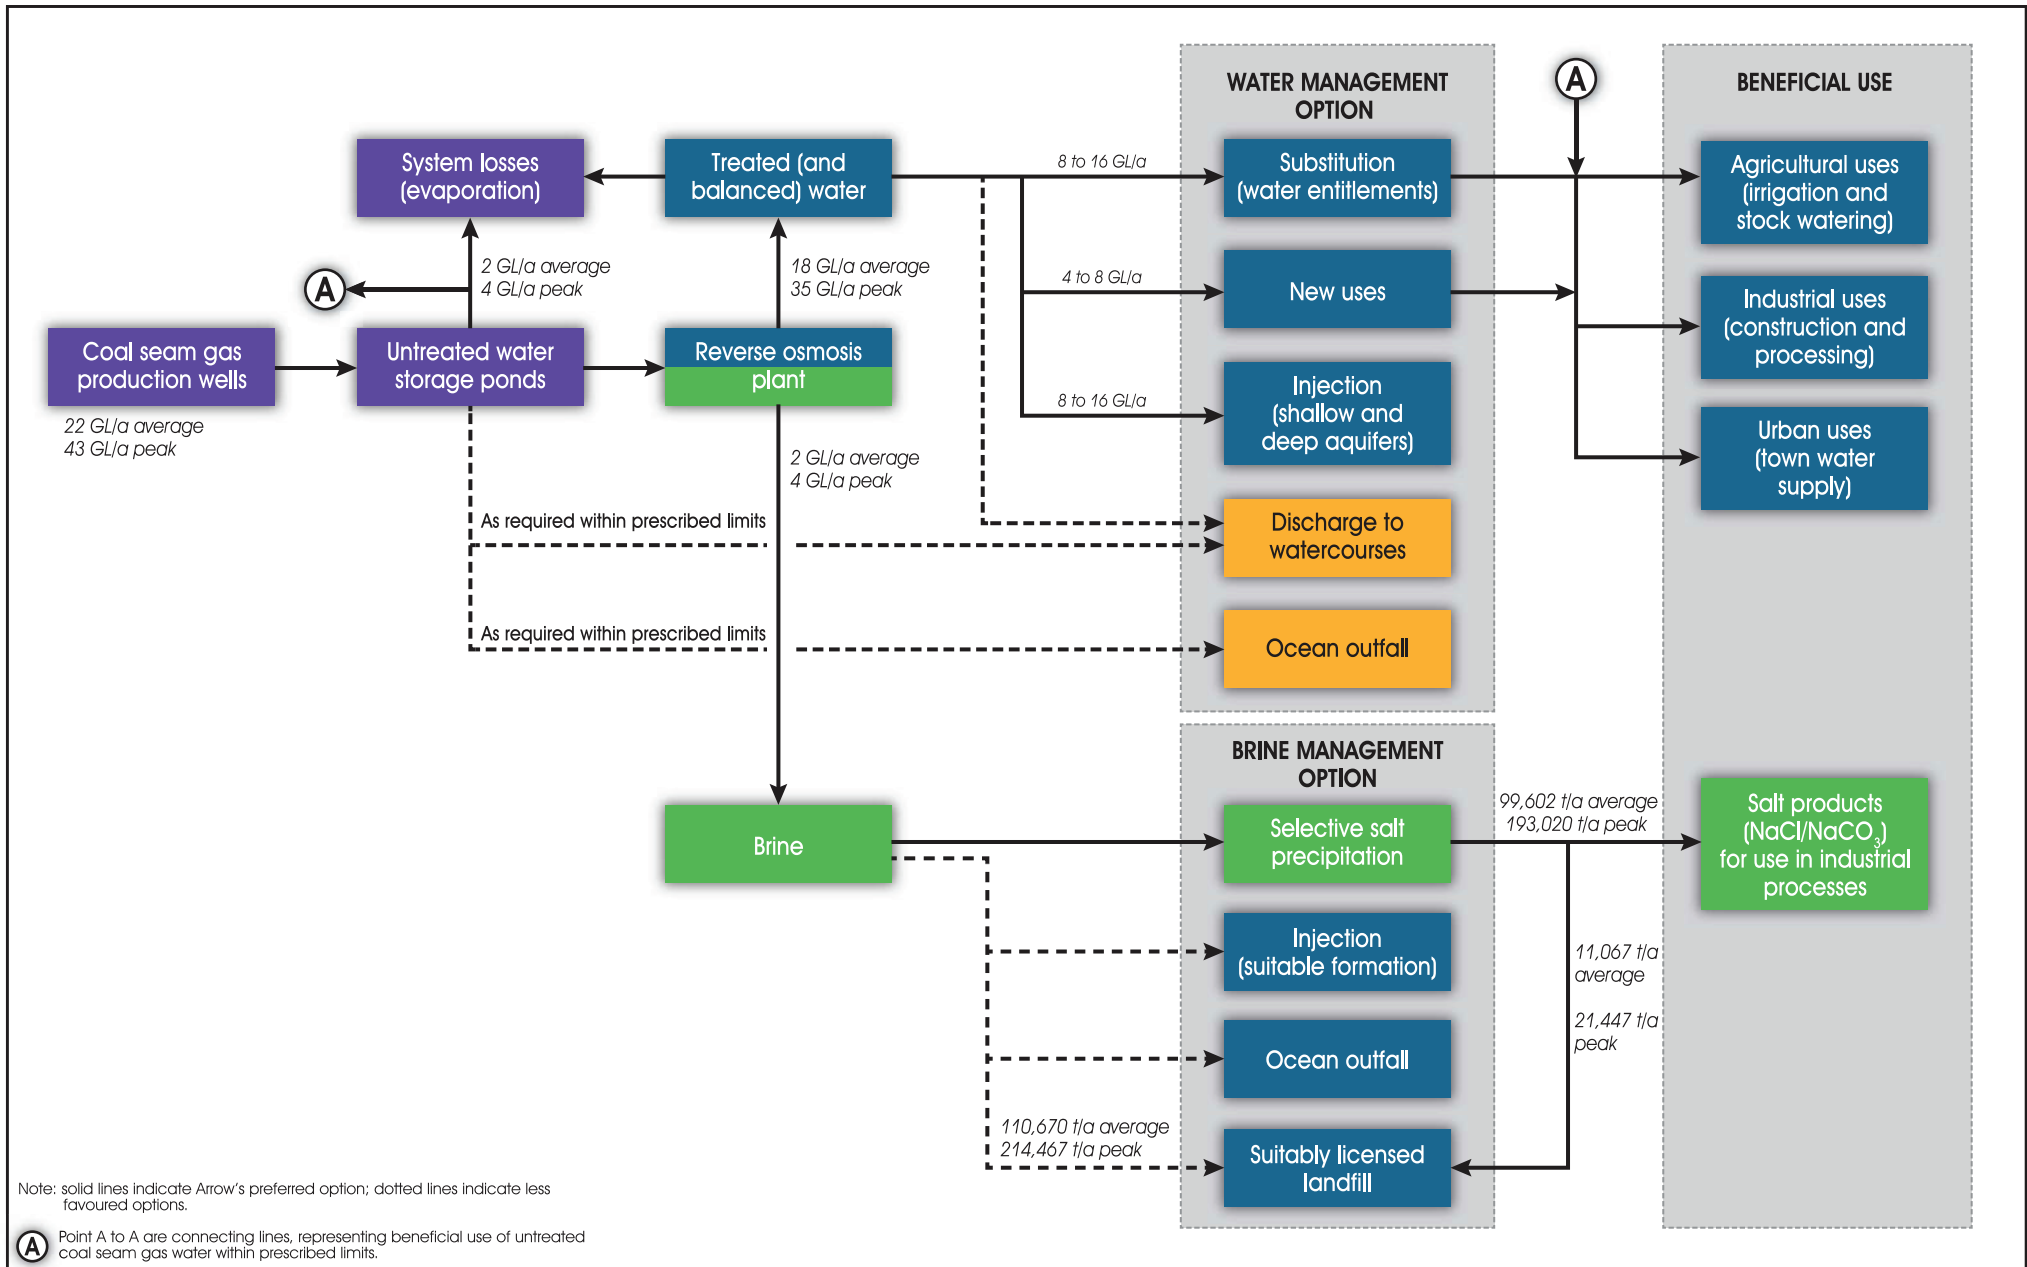 WATER MANAGEMENT
OPTION
A
BENEFICIAL USE
System losses
(evaporation)
Treated (and
balanced) water
8 to 16 GL/a
Substitution
(water entitlements)
Agricultural uses
(irrigation and
stock watering)
A
2 GL/a average
4 GL/a peak
18 GL/a average
35 GL/a peak
4 to 8 GL/a
New uses
Industrial uses
(construction and
processing)
Coal seam gas
production wells
Untreated water
storage ponds
Reverse osmosis
plant
22 GL/a average
43 GL/a peak
8 to 16 GL/a
Injection
(shallow and
deep aquifers)
Urban uses
(town water
supply)
2 GL/a average
4 GL/a peak
As required within prescribed limits
Discharge to
watercourses
As required within prescribed limits
Ocean outfall
BRINE MANAGEMENT
OPTION
Brine
Selective salt
precipitation
99,602 t/a average
193,020 t/a peak
Salt products
(NaCl/NaCO₃)
for use in industrial
processes
Injection
(suitable formation)
11,067 t/a
average
21,447 t/a
peak
Ocean outfall
110,670 t/a average
214,467 t/a peak
Suitably licensed
landfill
Note: solid lines indicate Arrow's preferred option; dotted lines indicate less
favoured options.
A Point A to A are connecting lines, representing beneficial use of untreated
coal seam gas water within prescribed limits.